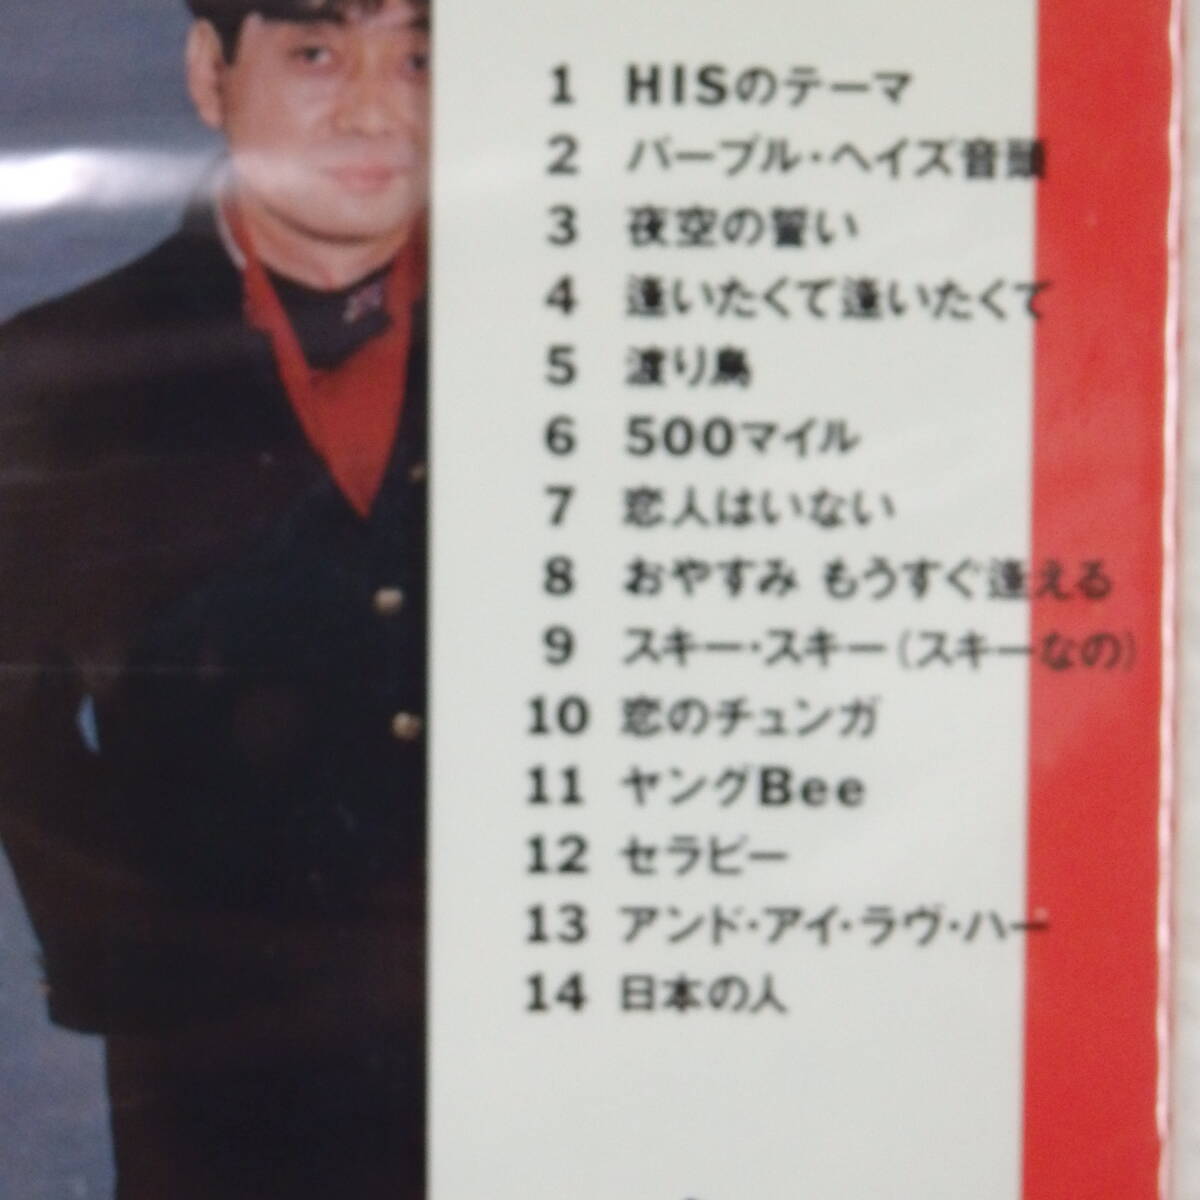 1 HISのテーマ
2 パープル・ヘイズ音頭
3 夜空の誓い
4 逢いたくて逢いたくて
5 渡り鳥
6 500マイル
7 恋人はいない
8 おやすみ もうすぐ逢える
9 スキー・スキー(スキーなの)
10 恋のチュンガ
11 ヤングBee
12 セラピー
13 アンド・アイ・ラヴ・ハー
14 日本の人